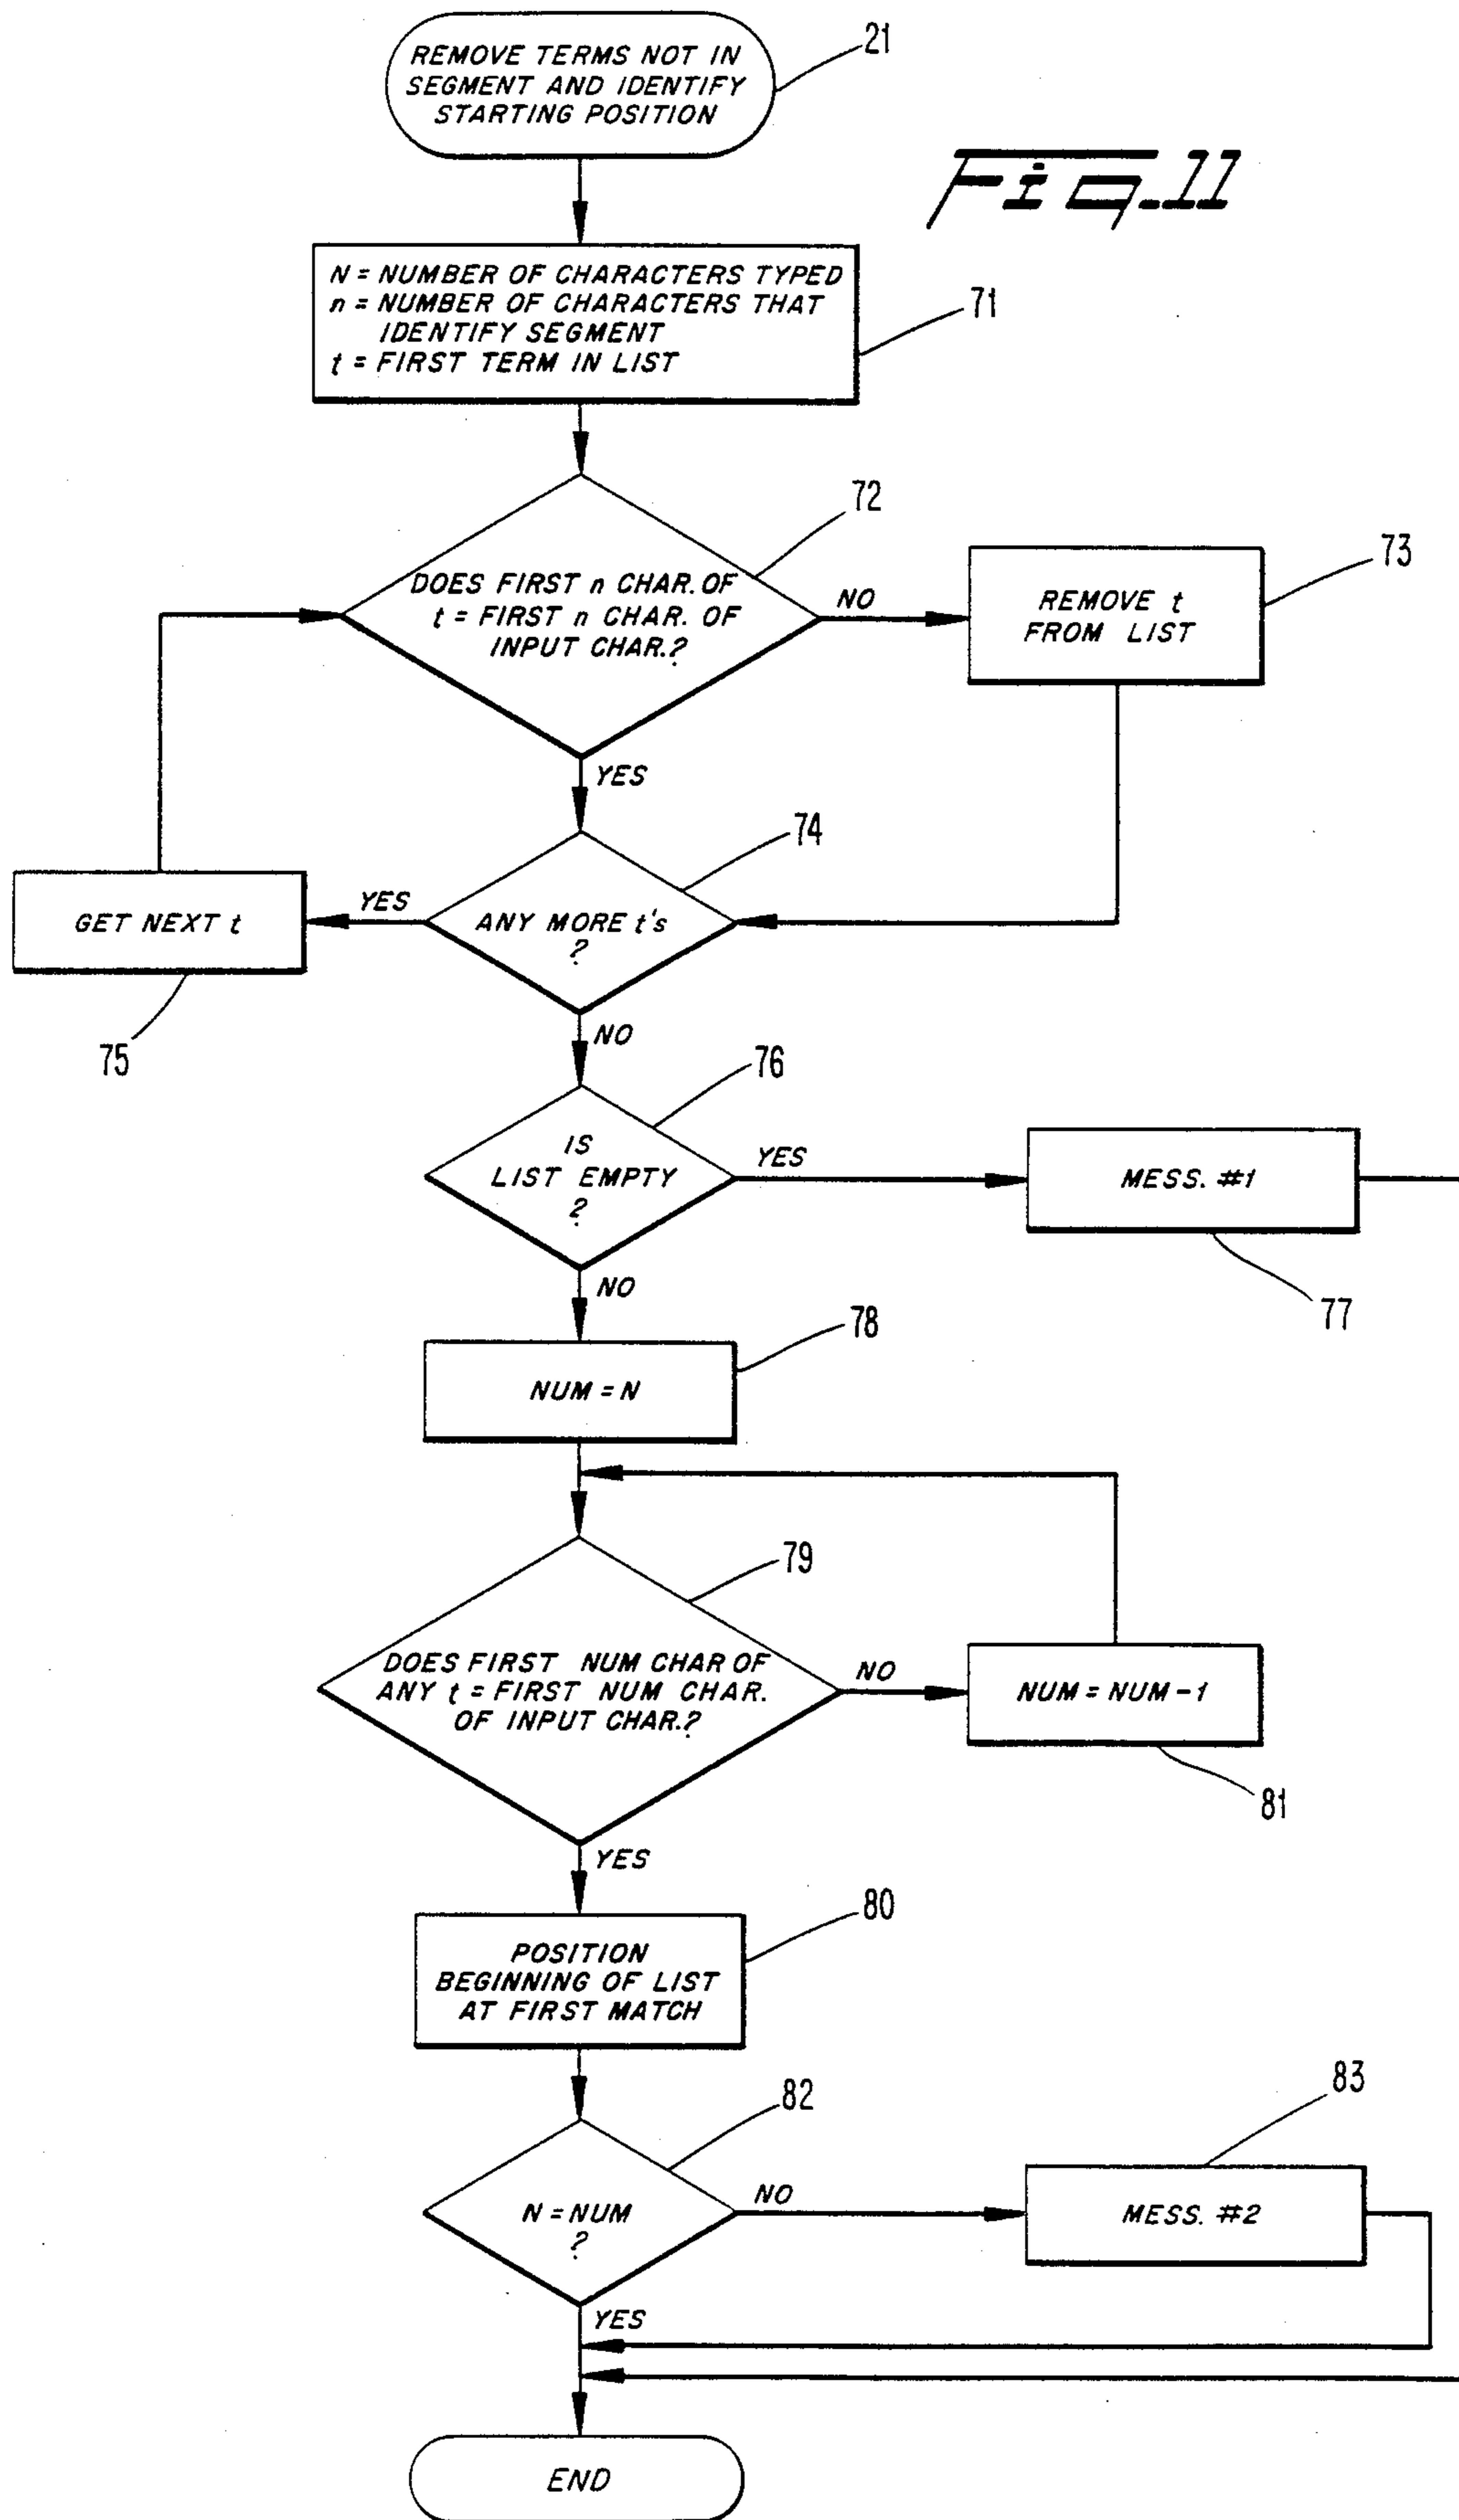 REMOVE TERMS NOT IN
SEGMENT AND IDENTIFY
STARTING POSITION
21
Fig. 11
N = NUMBER OF CHARACTERS TYPED
n = NUMBER OF CHARACTERS THAT
IDENTIFY SEGMENT
t = FIRST TERM IN LIST
71
72
DOES FIRST n CHAR. OF
t = FIRST n CHAR. OF
INPUT CHAR.?
NO
REMOVE t
FROM LIST
73
YES
74
ANY MORE t's
?
YES
GET NEXT t
75
NO
76
IS
LIST EMPTY
?
YES
MESS. #1
77
NO
78
NUM = N
79
DOES FIRST NUM CHAR OF
ANY t = FIRST NUM CHAR.
OF INPUT CHAR.?
NO
NUM = NUM-1
81
YES
80
POSITION
BEGINNING OF LIST
AT FIRST MATCH
82
N = NUM
?
NO
MESS. #2
83
YES
END